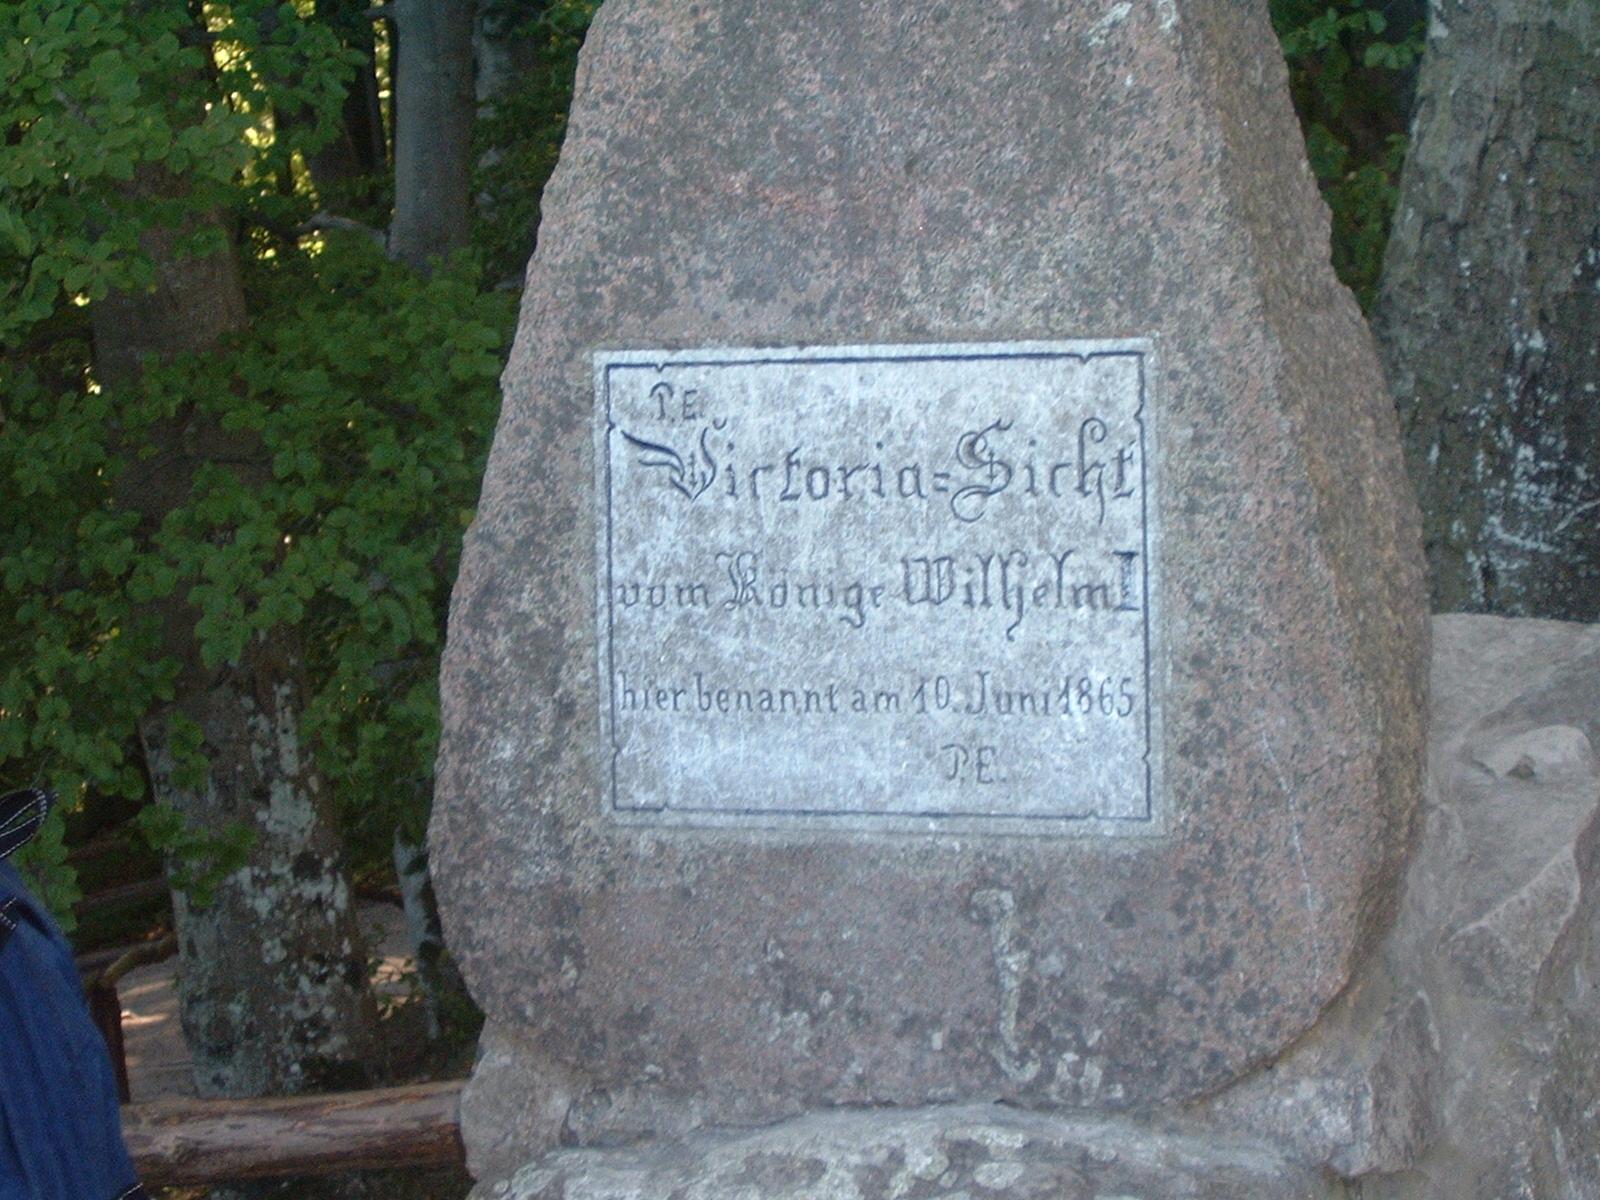 P.E.
Victoria=Sicht
vom Könige Wilhelm I
hier benannt am 10. Juni 1865
P.E.